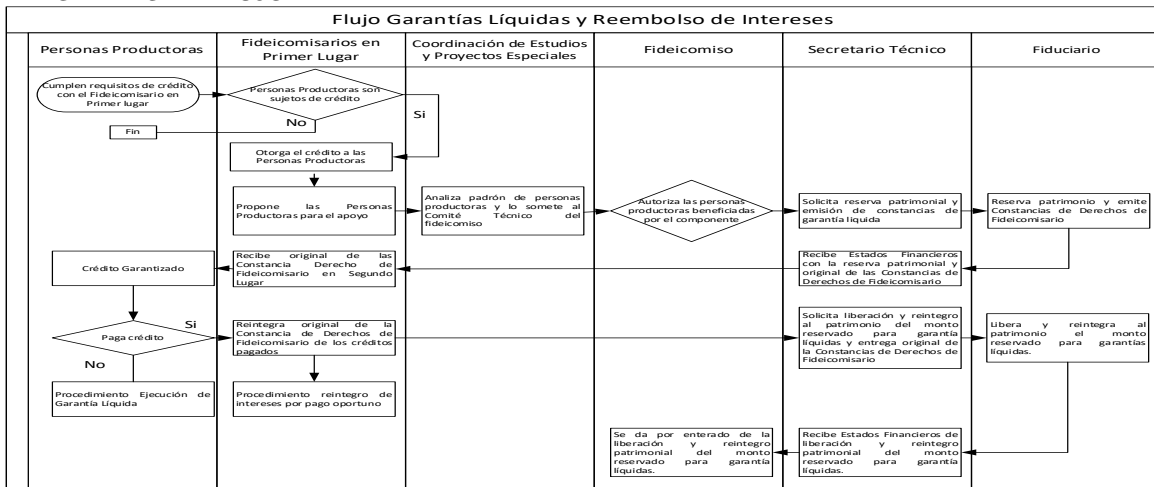 Flujo Garantías Líquidas y Reembolso de Intereses
Personas Productoras
Fideicomisarios en
Primer Lugar
Coordinación de Estudios
y Proyectos Especiales
Fideicomiso
Secretario Técnico
Fiduciario
Cumplen requisitos de crédito
con el Fideicomisario en
Primer lugar
Personas Productoras son
sujetos de crédito
Si
No
Fin
Otorga el crédito a las
Personas Productoras
Propone las Personas
Productoras para el apoyo
Analiza padrón de personas
productoras y lo somete al
Comité Técnico del
fideicomiso
Autoriza las personas
productoras beneficiadas
por el componente
Solicita reserva patrimonial y
emisión de constancias de
garantía liquida
Reserva patrimonio y emite
Constancias de Derechos de
Fideicomisario
Crédito Garantizado
Recibe original de las
Constancia Derecho de
Fideicomisario en Segundo
Lugar
Recibe Estados Financieros
con la reserva patrimonial y
original de las Constancias de
Derechos de Fideicomisario
Paga crédito
Si
No
Reintegra original de la
Constancia de Derechos de
Fideicomisario de los créditos
pagados
Solicita liberación y reintegro
al patrimonio del monto
reservado para garantía
líquidas y entrega original de
la Constancias de Derechos de
Fideicomisario
Libera y reintegra al
patrimonio el monto
reservado para garantías
líquidas.
Procedimiento Ejecución de
Garantía Líquida
Procedimiento reintegro de
intereses por pago oportuno
Se da por enterado de la
liberación y reintegro
patrimonial del monto
reservado para garantía
líquidas.
Recibe Estados Financieros de
liberación y reintegro
patrimonial del monto
reservado para garantía
líquidas.